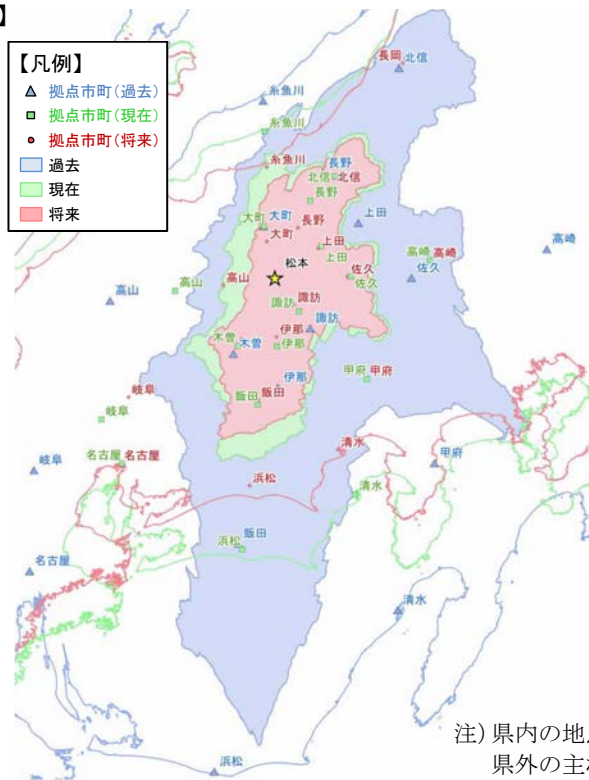 】
【凡例】
拠点市町(過去)
拠点市町(現在)
拠点市町(将来)
過去
現在
将来
長岡 北信
糸魚川
糸魚川
糸魚川
長野
北信 北信
長野
大町 大町
上田
長野
大町
上田
上田
高崎
高崎 高崎
松本
佐久
佐久
佐久
高山
高山
高山
諏訪
諏訪
諏訪
伊那
木曽 木曽
伊那
伊那
甲府 甲府
飯田 飯田
岐阜
岐阜
清水
名古屋 名古屋
岐阜
甲府
浜松
清水
飯田
浜松
名古屋
清水
浜松
注)県内の地
県外の主